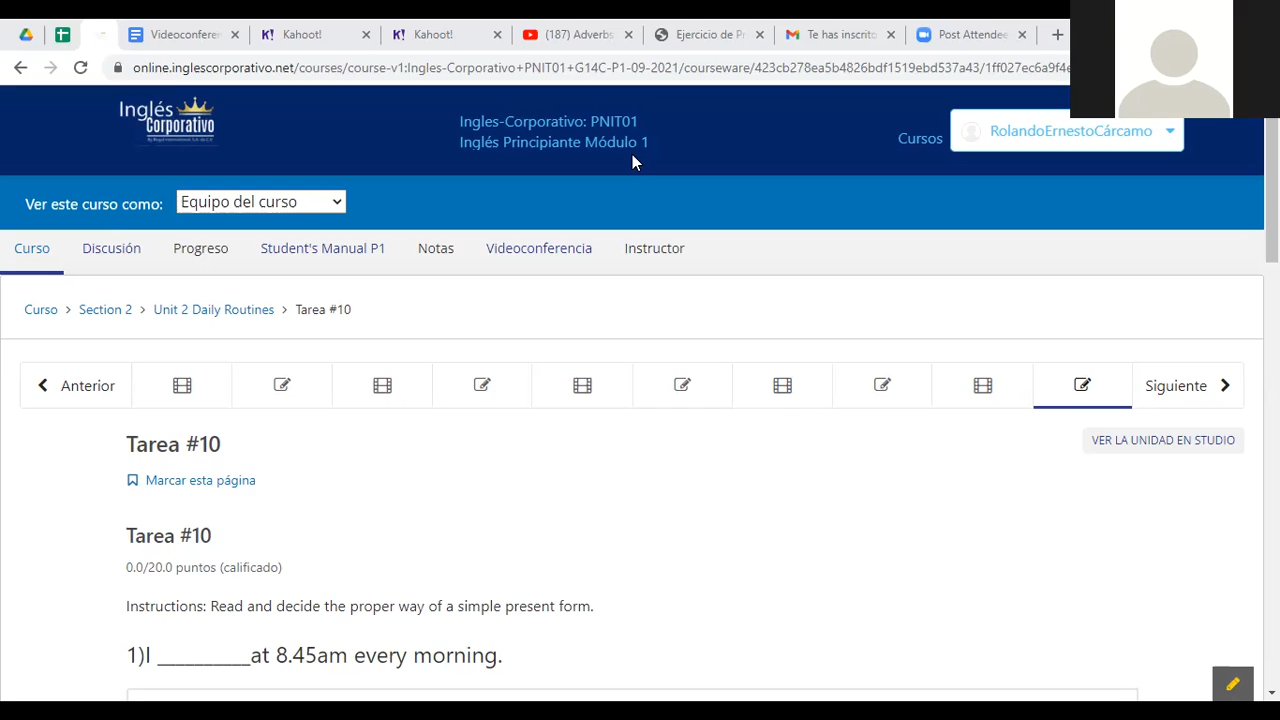 Videoconfere
Kahoot!
Kahoot!
(187) Adverbs
Ejercicio de Pr
Te has inscrito
Post Attendee
online.inglescorporativo.net/courses/course-v1:Ingles-Corporativo+PNIT01+G14C-P1-09-2021/courseware/423cb278ea5b4826bdf1519ebd537a43/1ff027ec6a9f4e
Inglés
Corporativo
Ingles-Corporativo: PNIT01
Inglés Principiante Módulo 1
Cursos
RolandoErnestoCárcamo
Ver este curso como:
Equipo del curso
Curso
Discusión
Progreso
Student's Manual P1
Notas
Videoconferencia
Instructor
Curso > Section 2 > Unit 2 Daily Routines > Tarea #10
Anterior
Siguiente
Tarea #10
VER LA UNIDAD EN STUDIO
Marcar esta página
Tarea #10
0.0/20.0 puntos (calificado)
Instructions: Read and decide the proper way of a simple present form.
1)I __________at 8.45am every morning.